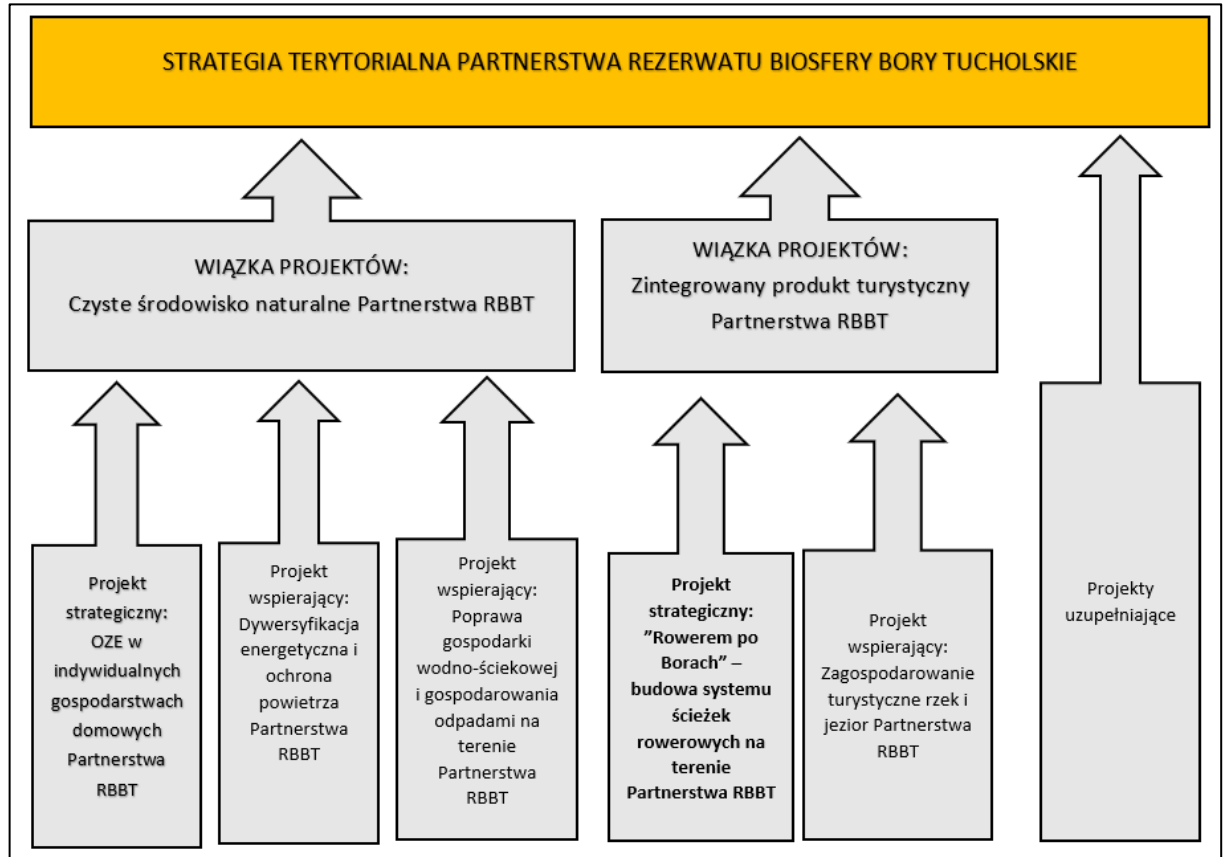 STRATEGIA TERYTORIALNA PARTNERSTWA REZERWATU BIOSFERY BORY TUCHOLSKIE
WIĄZKA PROJEKTÓW:
Czyste środowisko naturalne Partnerstwa RBBT
WIĄZKA PROJEKTÓW:
Zintegrowany produkt turystyczny
Partnerstwa RBBT
Projekt
strategiczny:
OZE w
indywidualnych
gospodarstwach
domowych
Partnerstwa
RBBT
Projekt
wspierający:
Dywersyfikacja
energetyczna i
ochrona
powietrza
Partnerstwa
RBBT
Projekt
wspierający:
Poprawa
gospodarki
wodno-ściekowej
i gospodarowania
odpadami na
terenie
Partnerstwa
RBBT
Projekt
strategiczny:
”Rowerem po
Borach” –
budowa systemu
ścieżek
rowerowych na
terenie
Partnerstwa RBBT
Projekt
wspierający:
Zagospodarowanie
turystyczne rzek i
jezior Partnerstwa
RBBT
Projekty
uzupełniające